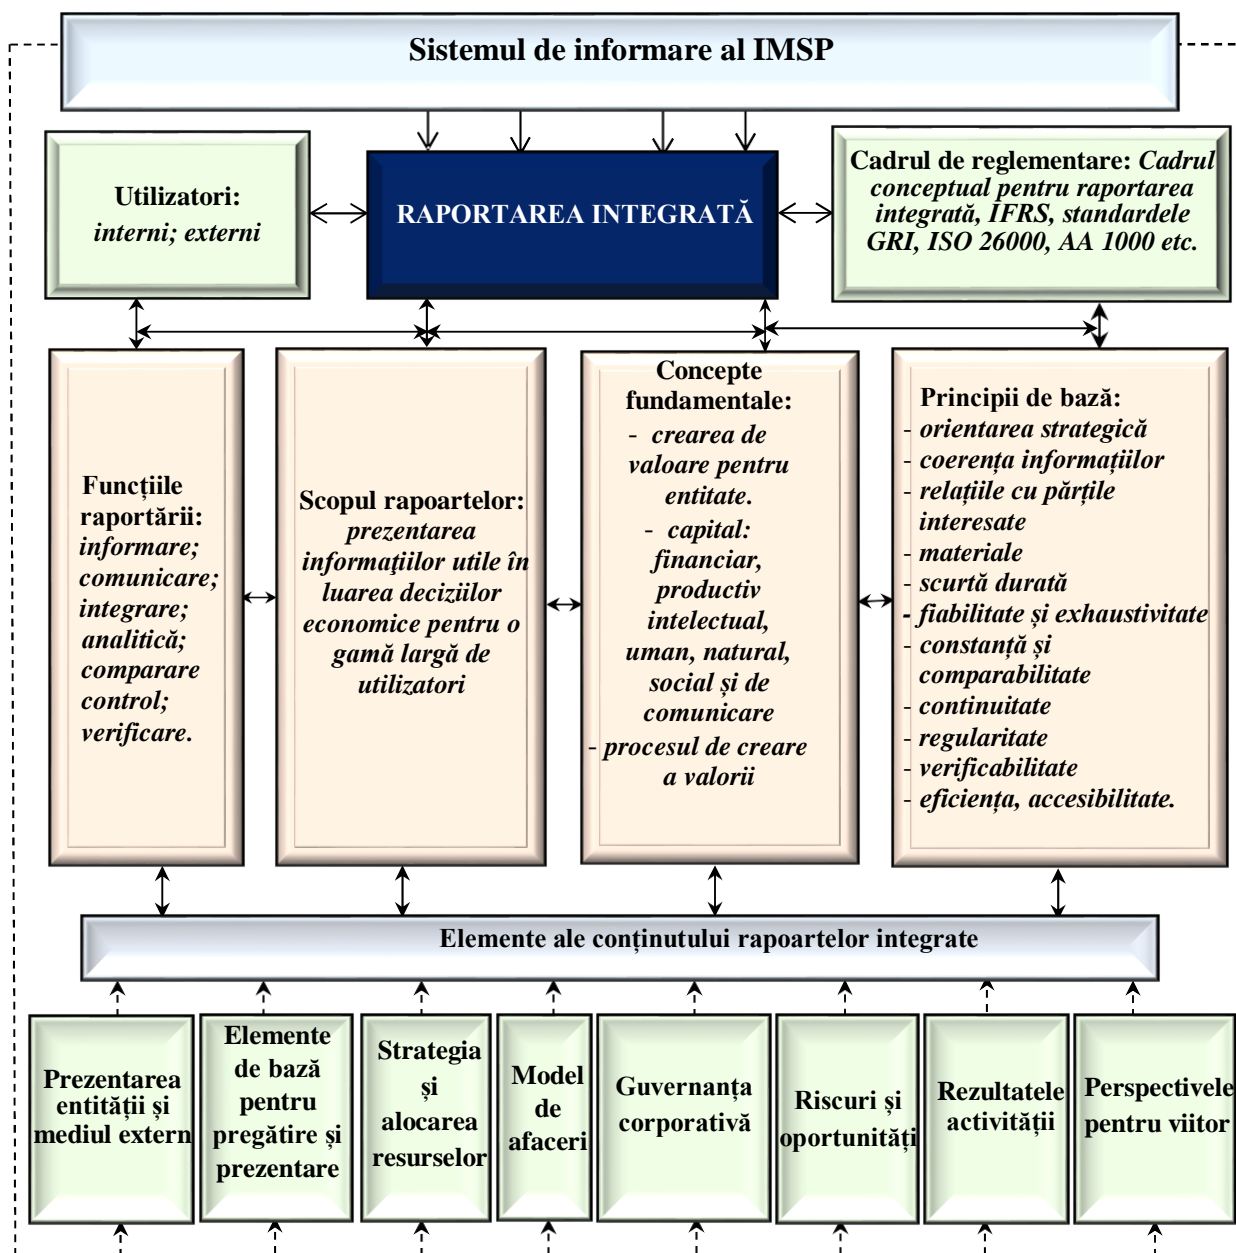 Sistemul de informare al IMSP
Utilizatori:
interni; externi
RAPORTAREA INTEGRATĂ
Cadrul de reglementare: Cadrul
conceptual pentru raportarea
integrată, IFRS, standardele
GRI, ISO 26000, AA 1000 etc.
Funcțiile
raportării:
informare;
comunicare;
integrare;
analitică;
comparare
control;
verificare.
Scopul rapoartelor:
prezentarea
informaţiilor utile în
luarea deciziilor
economice pentru o
gamă largă de
utilizatori
Concepte
fundamentale:
- crearea de
valoare pentru
entitate.
- capital:
financiar,
productiv
intelectual,
uman, natural,
social și de
comunicare
- procesul de creare
a valorii
Principii de bază:
- orientarea strategică
- coerența informațiilor
- relațiile cu părțile
interesate
- materiale
- scurtă durată
- fiabilitate și exhaustivitate
- constanță și
comparabilitate
- continuitate
- regularitate
- verificabilitate
- eficiența, accesibilitate.
Elemente ale conținutului rapoartelor integrate
Prezentarea
entității și
mediul extern
Elemente
de bază
pentru
pregătire și
prezentare
Strategia
și
alocarea
resurselor
Model
de
afaceri
Guvernanța
corporativă
Riscuri și
oportunități
Rezultatele
activității
Perspectivele
pentru viitor